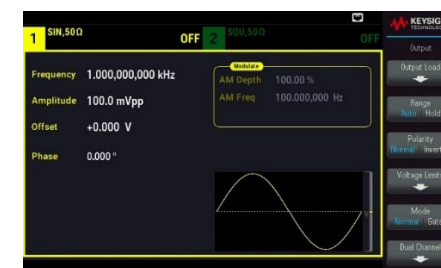 1 SIN,50Ω OFF 2 SQU,50Ω OFF
KEYSIG
TECHNOLOG
Output
Frequency 1.000,000,000 kHz
Amplitude 100.0 mVpp
Offset +0.000 V
Phase 0.000 °
Modulate
AM Depth 100.00 %
AM Freq 100.000,000 Hz
Output Load
Range
Auto Hold
Polarity
Normal Invert
Voltage Limits
Mode
Normal Gate
Dual Channel